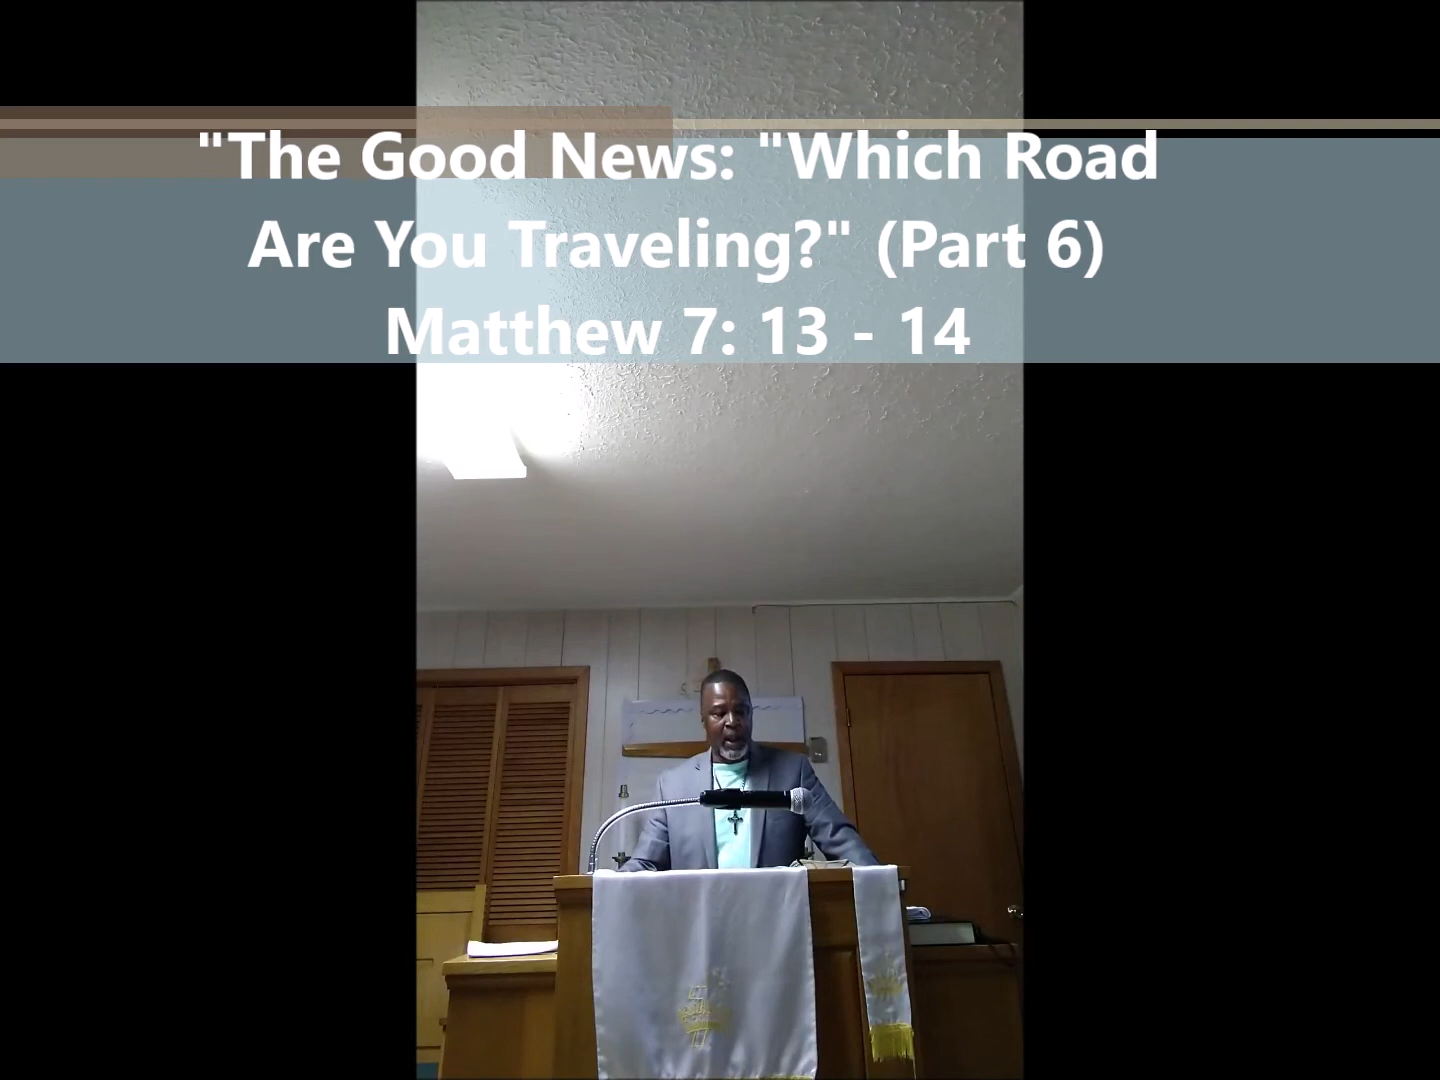 "The Good News: "Which Road
Are You Traveling?" (Part 6)
Matthew 7: 13 - 14